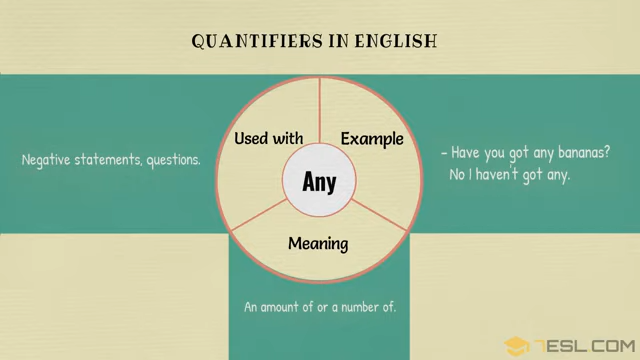 QUANTIFIERS IN ENGLISH
Used with
Example
Any
Meaning
Negative statements, questions.
- Have you got any bananas?
No I haven't got any.
An amount of or a number of.
7ESL.COM